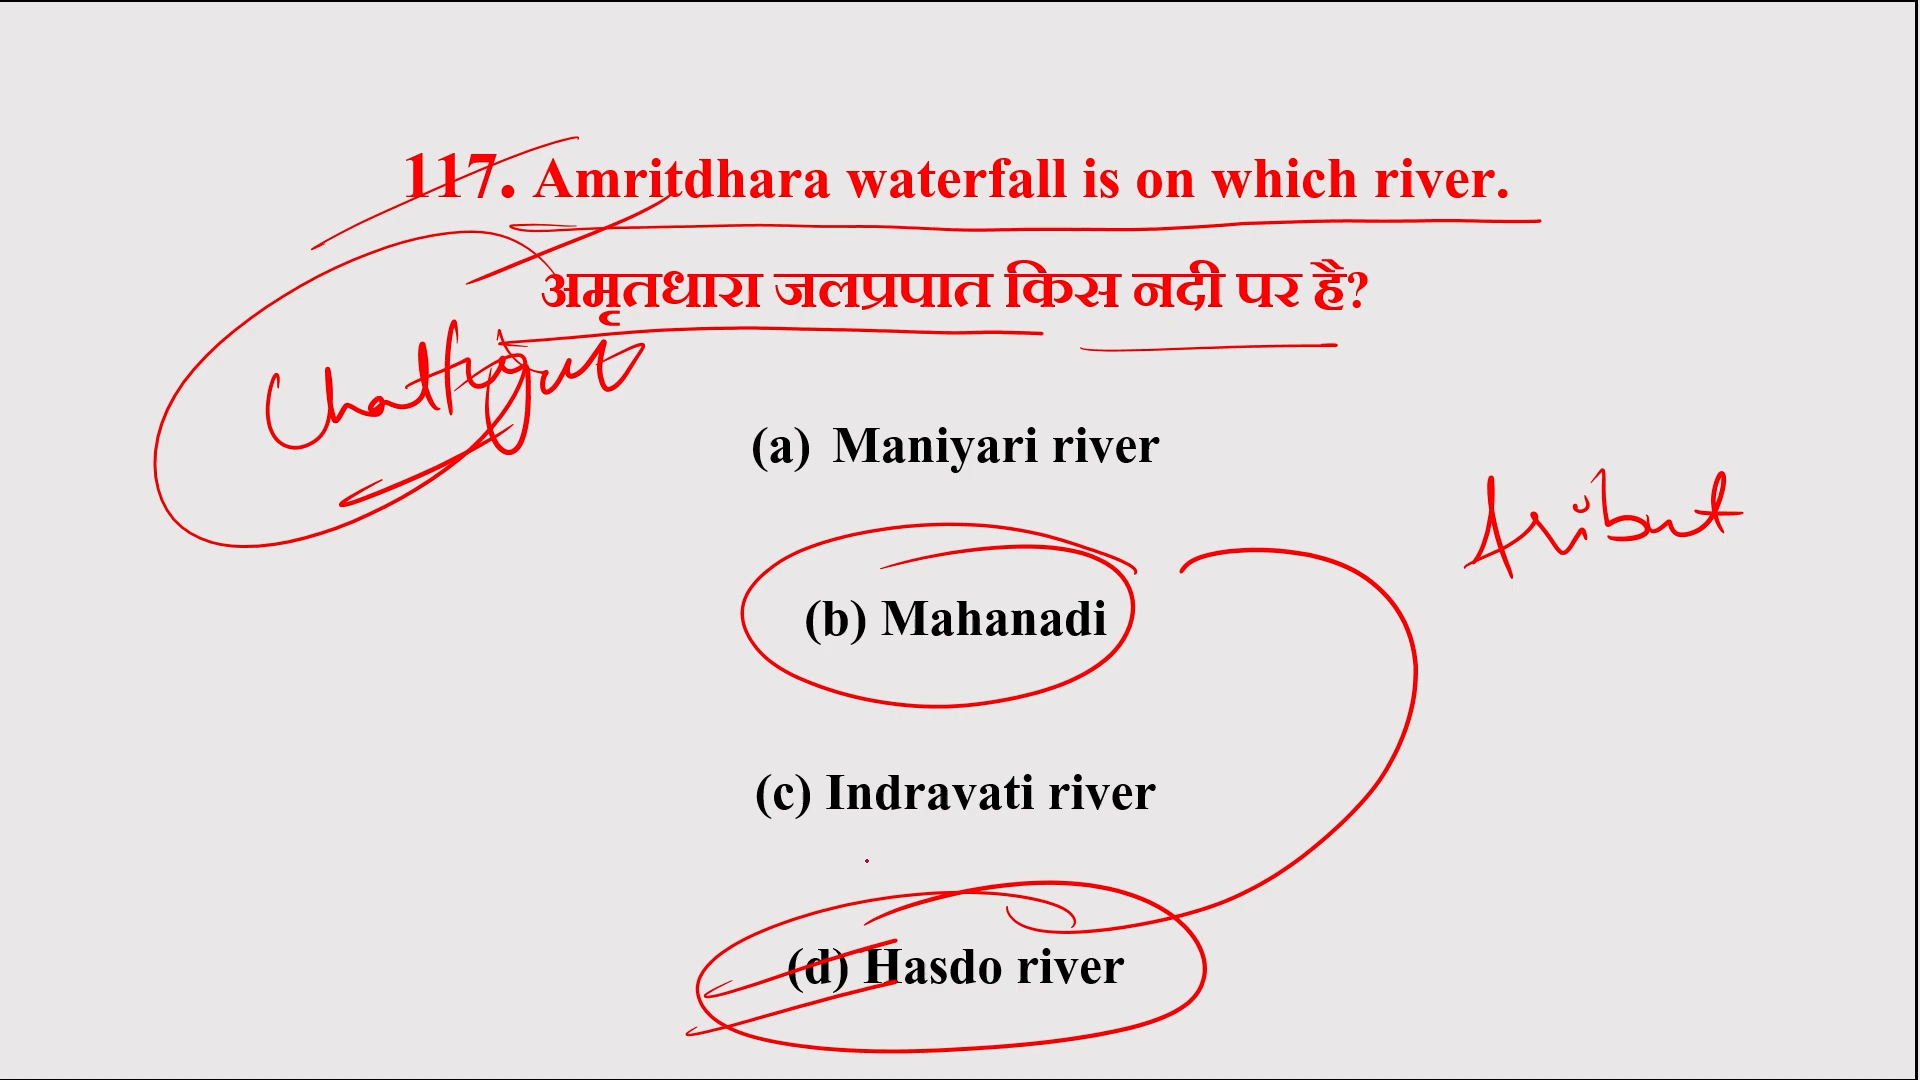 117. Amritdhara waterfall is on which river.
अमृतधारा जलप्रपात किस नदी पर है?
(a) Maniyari river
(b) Mahanadi
(c) Indravati river
(d) Hasdo river